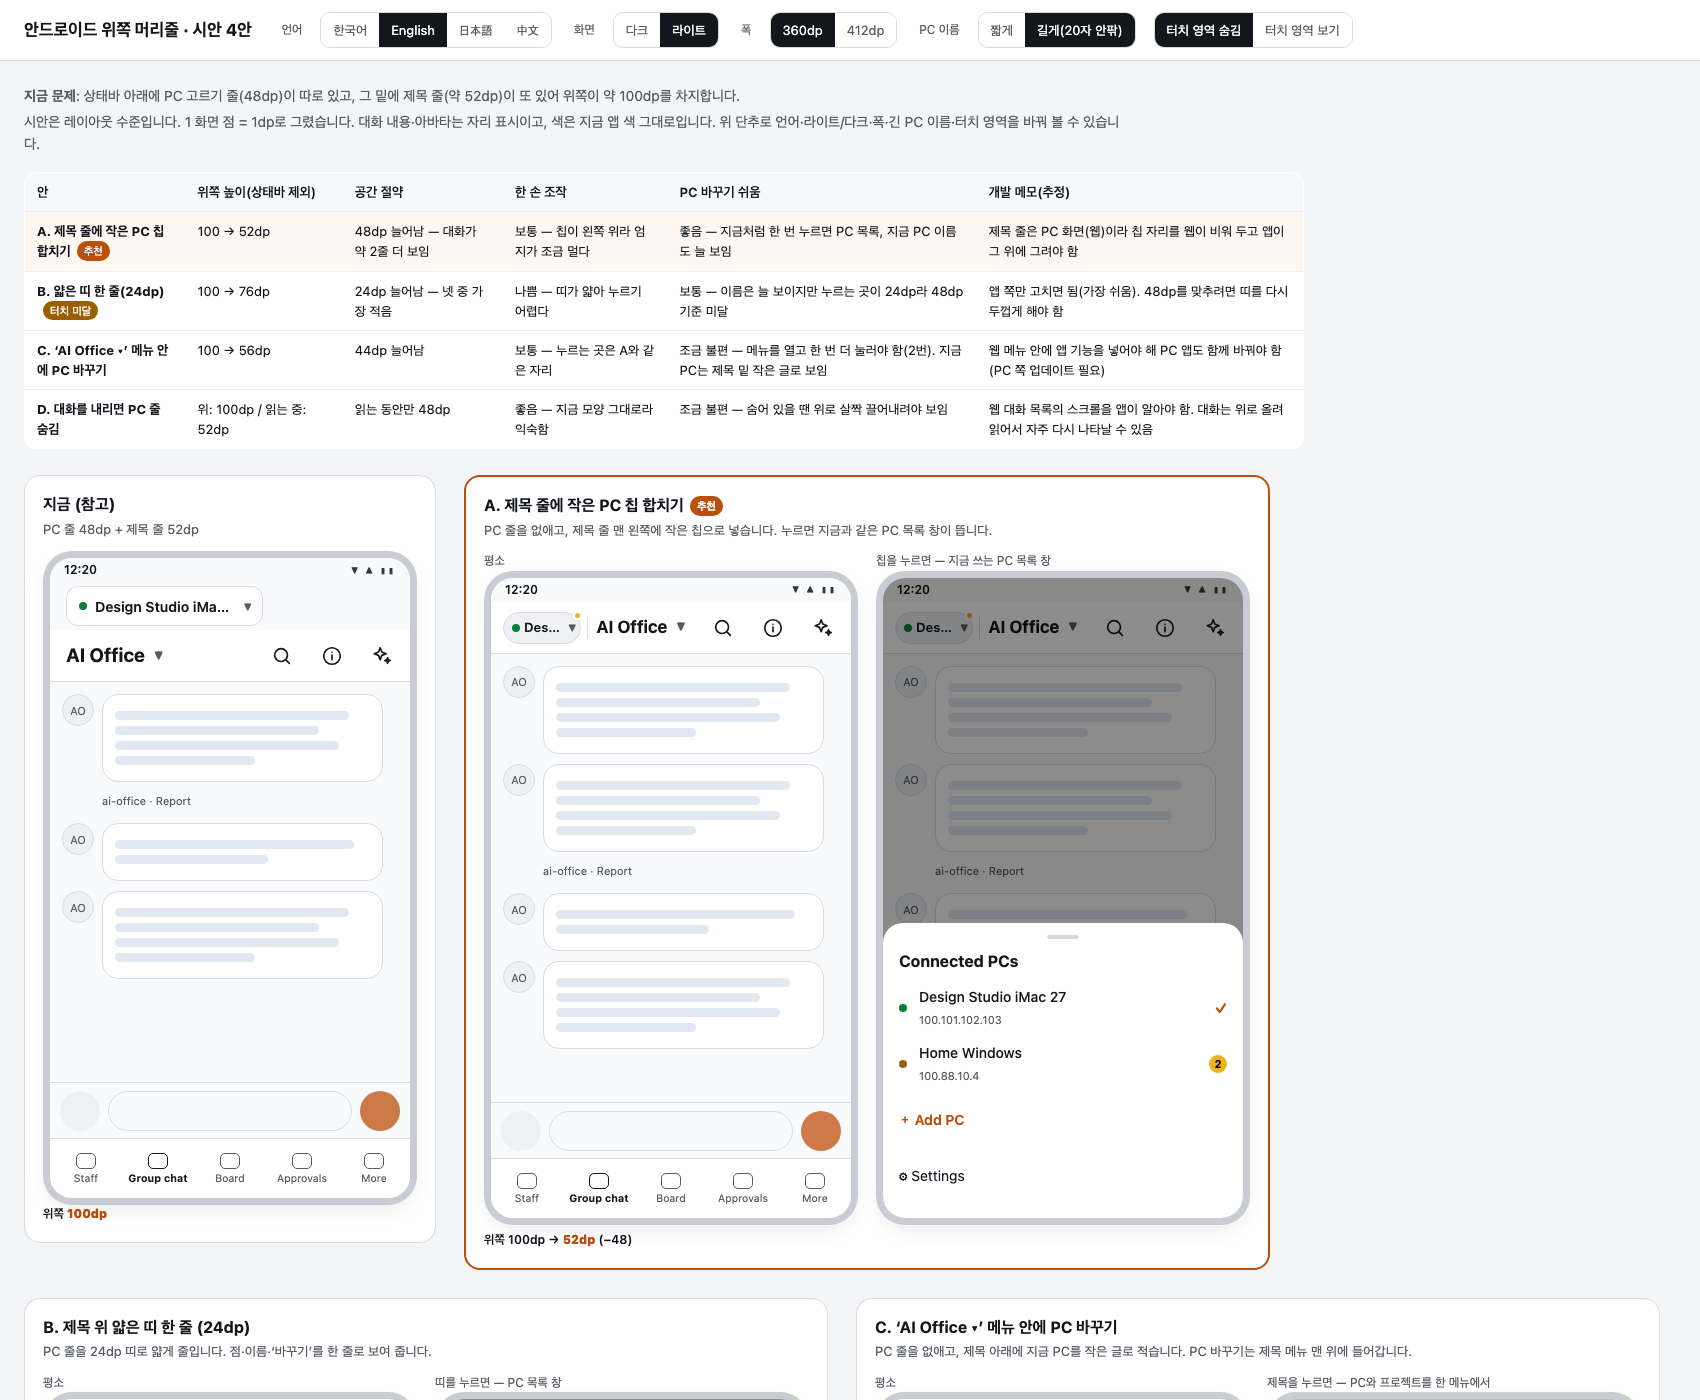 안드로이드 위쪽 머리줄 · 시안 4안
언어 한국어 English 日本語 中文 화면 다크 라이트 폭 360dp 412dp PC 이름 짧게 길게(20자 안팎) 터치 영역 숨김 터치 영역 보기
지금 문제: 상태바 아래에 PC 고르기 줄(48dp)이 따로 있고, 그 밑에 제목 줄(약 52dp)이 또 있어 위쪽이 약 100dp를 차지합니다.
시안은 레이아웃 수준입니다. 1 화면 점 = 1dp로 그렸습니다. 대화 내용·아바타는 자리 표시이고, 색은 지금 앱 색 그대로입니다. 위 단추로 언어·라이트/다크·폭·긴 PC 이름·터치 영역을 바꿔 볼 수 있습니
다.
안 위쪽 높이(상태바 제외) 공간 절약 한 손 조작 PC 바꾸기 쉬움 개발 메모(추정)
A. 제목 줄에 작은 PC 칩 합치기 추천
100 → 52dp
48dp 늘어남 — 대화가 약 2줄 더 보임
보통 — 칩이 왼쪽 위라 엄지가 조금 멀다
좋음 — 지금처럼 한 번 누르면 PC 목록, 지금 PC 이름도 늘 보임
제목 줄은 PC 화면(웹)이라 칩 자리를 웹이 비워 두고 앱이 그 위에 그려야 함
B. 얇은 띠 한 줄(24dp) 터치 미달
100 → 76dp
24dp 늘어남 — 넷 중 가장 적음
나쁨 — 띠가 얇아 누르기 어렵다
보통 — 이름은 늘 보이지만 누르는 곳이 24dp라 48dp 기준 미달
앱 쪽만 고치면 됨(가장 쉬움). 48dp를 맞추려면 띠를 다시 두껍게 해야 함
C. ‘AI Office ▾’ 메뉴 안에 PC 바꾸기
100 → 56dp
44dp 늘어남
보통 — 누르는 곳은 A와 같은 자리
조금 불편 — 메뉴를 열고 한 번 더 눌러야 함(2번). 지금 PC는 제목 밑 작은 글로 보임
웹 메뉴 안에 앱 기능을 넣어야 해 PC 앱도 함께 바꿔야 함 (PC 쪽 업데이트 필요)
D. 대화를 내리면 PC 줄 숨김
위: 100dp / 읽는 중: 52dp
읽는 동안만 48dp
좋음 — 지금 모양 그대로라 익숙함
조금 불편 — 숨어 있을 땐 위로 살짝 끌어내려야 보임
웹 대화 목록의 스크롤을 앱이 알아야 함. 대화는 위로 올려 읽어서 자주 다시 나타날 수 있음
지금 (참고)
PC 줄 48dp + 제목 줄 52dp
12:20
Design Studio iMa... ▼
AI Office ▼
AO
ai-office · Report
AO
AO
Staff Group chat Board Approvals More
위쪽 100dp
A. 제목 줄에 작은 PC 칩 합치기 추천
PC 줄을 없애고, 제목 줄 맨 왼쪽에 작은 칩으로 넣습니다. 누르면 지금과 같은 PC 목록 창이 뜹니다.
평소
12:20
Des... ▼ AI Office ▼
AO
AO
ai-office · Report
AO
AO
Staff Group chat Board Approvals More
위쪽 100dp → 52dp (−48)
칩을 누르면 — 지금 쓰는 PC 목록 창
12:20
Des... ▼ AI Office ▼
AO
AO
ai-office · Report
AO
Connected PCs
Design Studio iMac 27
100.101.102.103
Home Windows 2
100.88.10.4
+ Add PC
⚙ Settings
B. 제목 위 얇은 띠 한 줄 (24dp)
PC 줄을 24dp 띠로 얇게 줄입니다. 점·이름·‘바꾸기’를 한 줄로 보여 줍니다.
평소 띠를 누르면 — PC 목록 창
C. ‘AI Office ▾’ 메뉴 안에 PC 바꾸기
PC 줄을 없애고, 제목 아래에 지금 PC를 작은 글로 적습니다. PC 바꾸기는 제목 메뉴 맨 위에 들어갑니다.
평소 제목을 누르면 — PC와 프로젝트를 한 메뉴에서